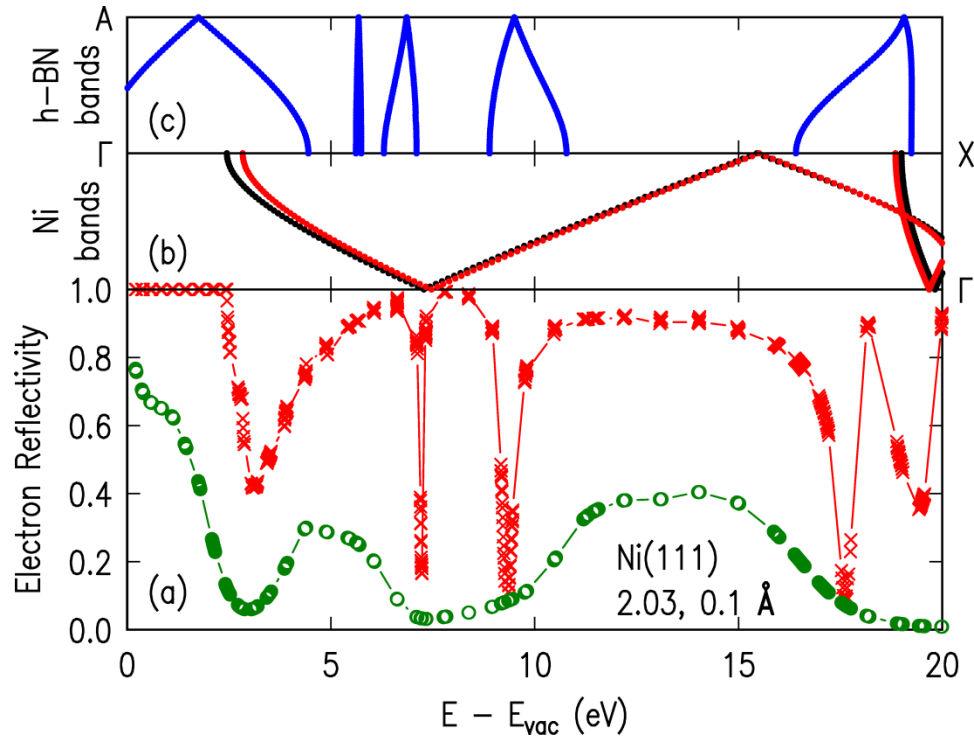 A
h-BN
bands
(c)
Γ
X
Ni
bands
(b)
1.0
Γ
0.8
0.6
0.4
0.2
0.0
Electron Reflectivity
(a)
Ni(111)
2.03, 0.1 Å
0
5
10
15
20
E − E_vac (eV)